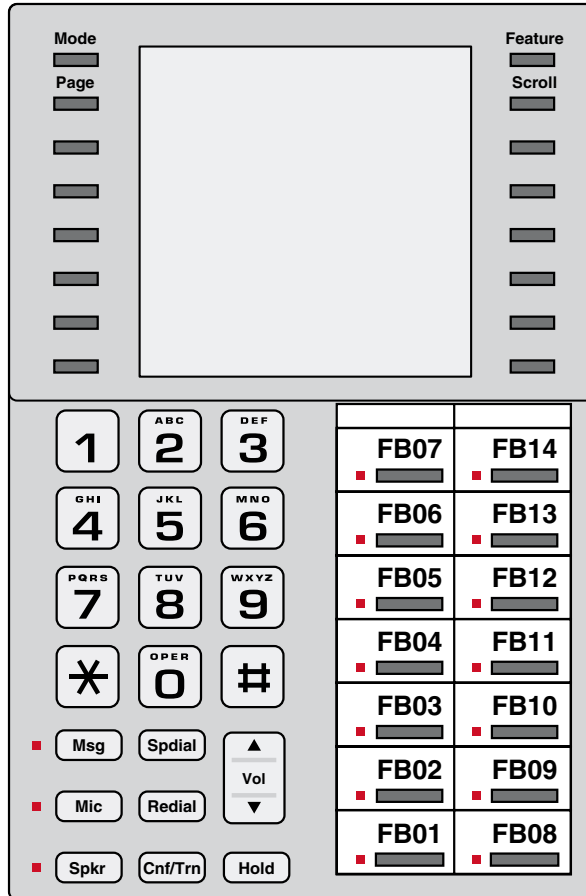 Mode Feature
Page Scroll
1 ABC 2 DEF 3
GHI 4 JKL 5 MNO 6
PQRS 7 TUV 8 WXYZ 9
* OPER 0 #
Msg Spdial ▲
Vol
Mic Redial ▼
Spkr Cnf/Trn Hold
FB07 FB14
FB06 FB13
FB05 FB12
FB04 FB11
FB03 FB10
FB02 FB09
FB01 FB08